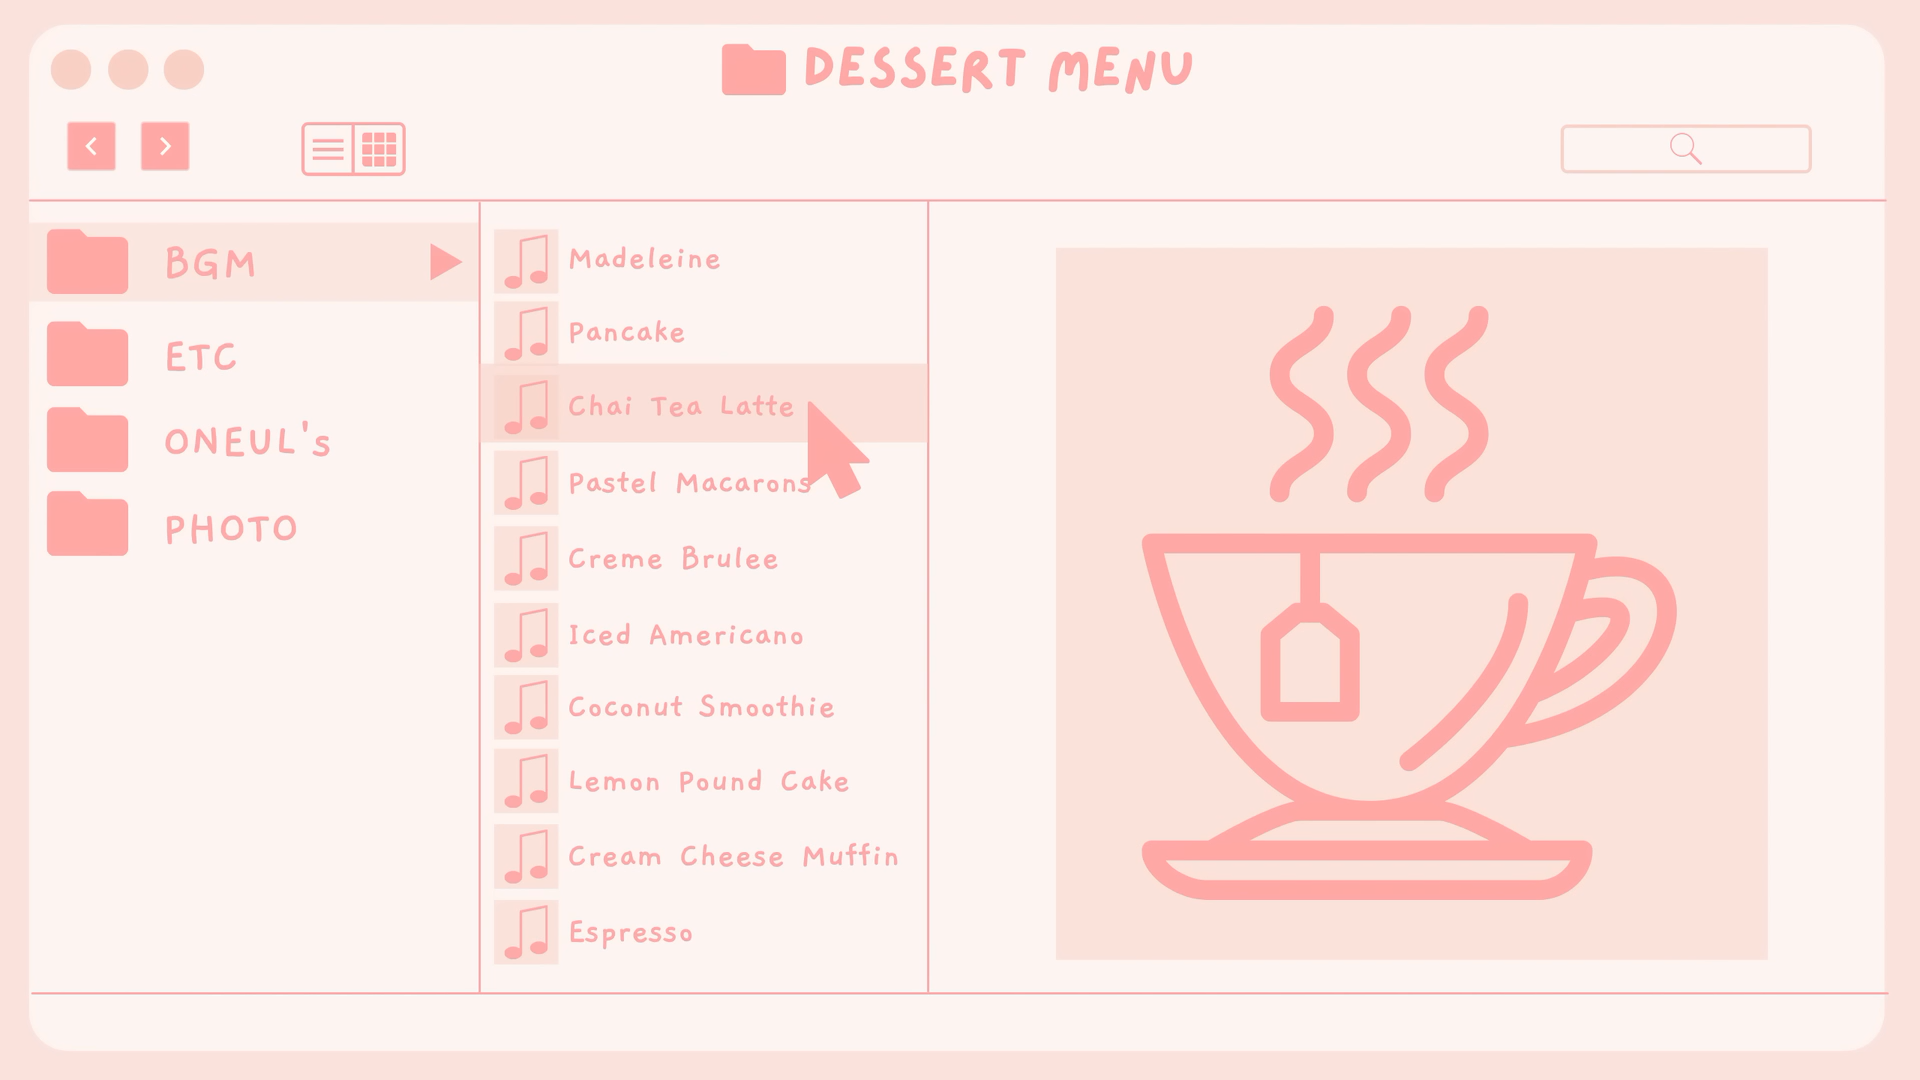 DESSERT MENU
BGM
ETC
ONEUL's
PHOTO
Madeleine
Pancake
Chai Tea Latte
Pastel Macarons
Creme Brulee
Iced Americano
Coconut Smoothie
Lemon Pound Cake
Cream Cheese Muffin
Espresso